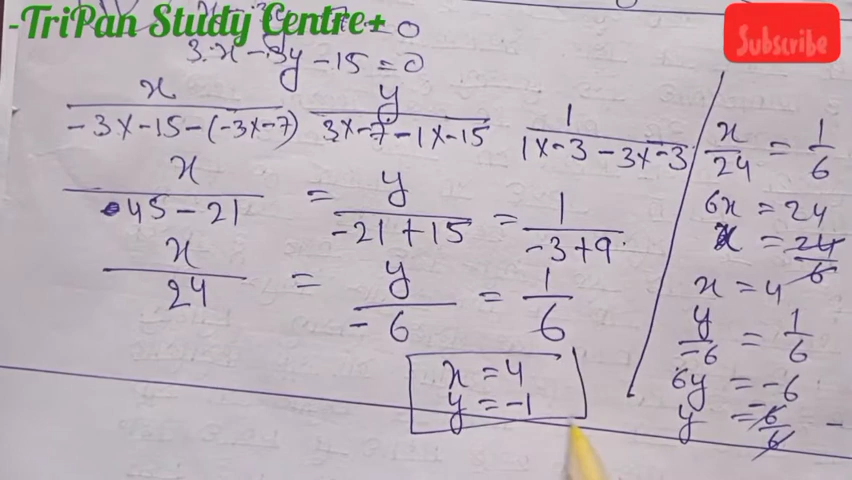 -TriPan Study Centre+
Subscribe
7 = 0
3x - 3y - 15 = 0
x / -3x-15-(-3x-7) y / 3x-7-1x-15 1 / 1x-3-3x-3
x / 45-21 = y / -21+15 = 1 / -3+9
x / 24 = y / -6 = 1 / 6
x = 4
y = -1
x / 24 = 1 / 6
6x = 24
x = 24 / 6
x = 4
y / -6 = 1 / 6
6y = -6
y = -6 / 6